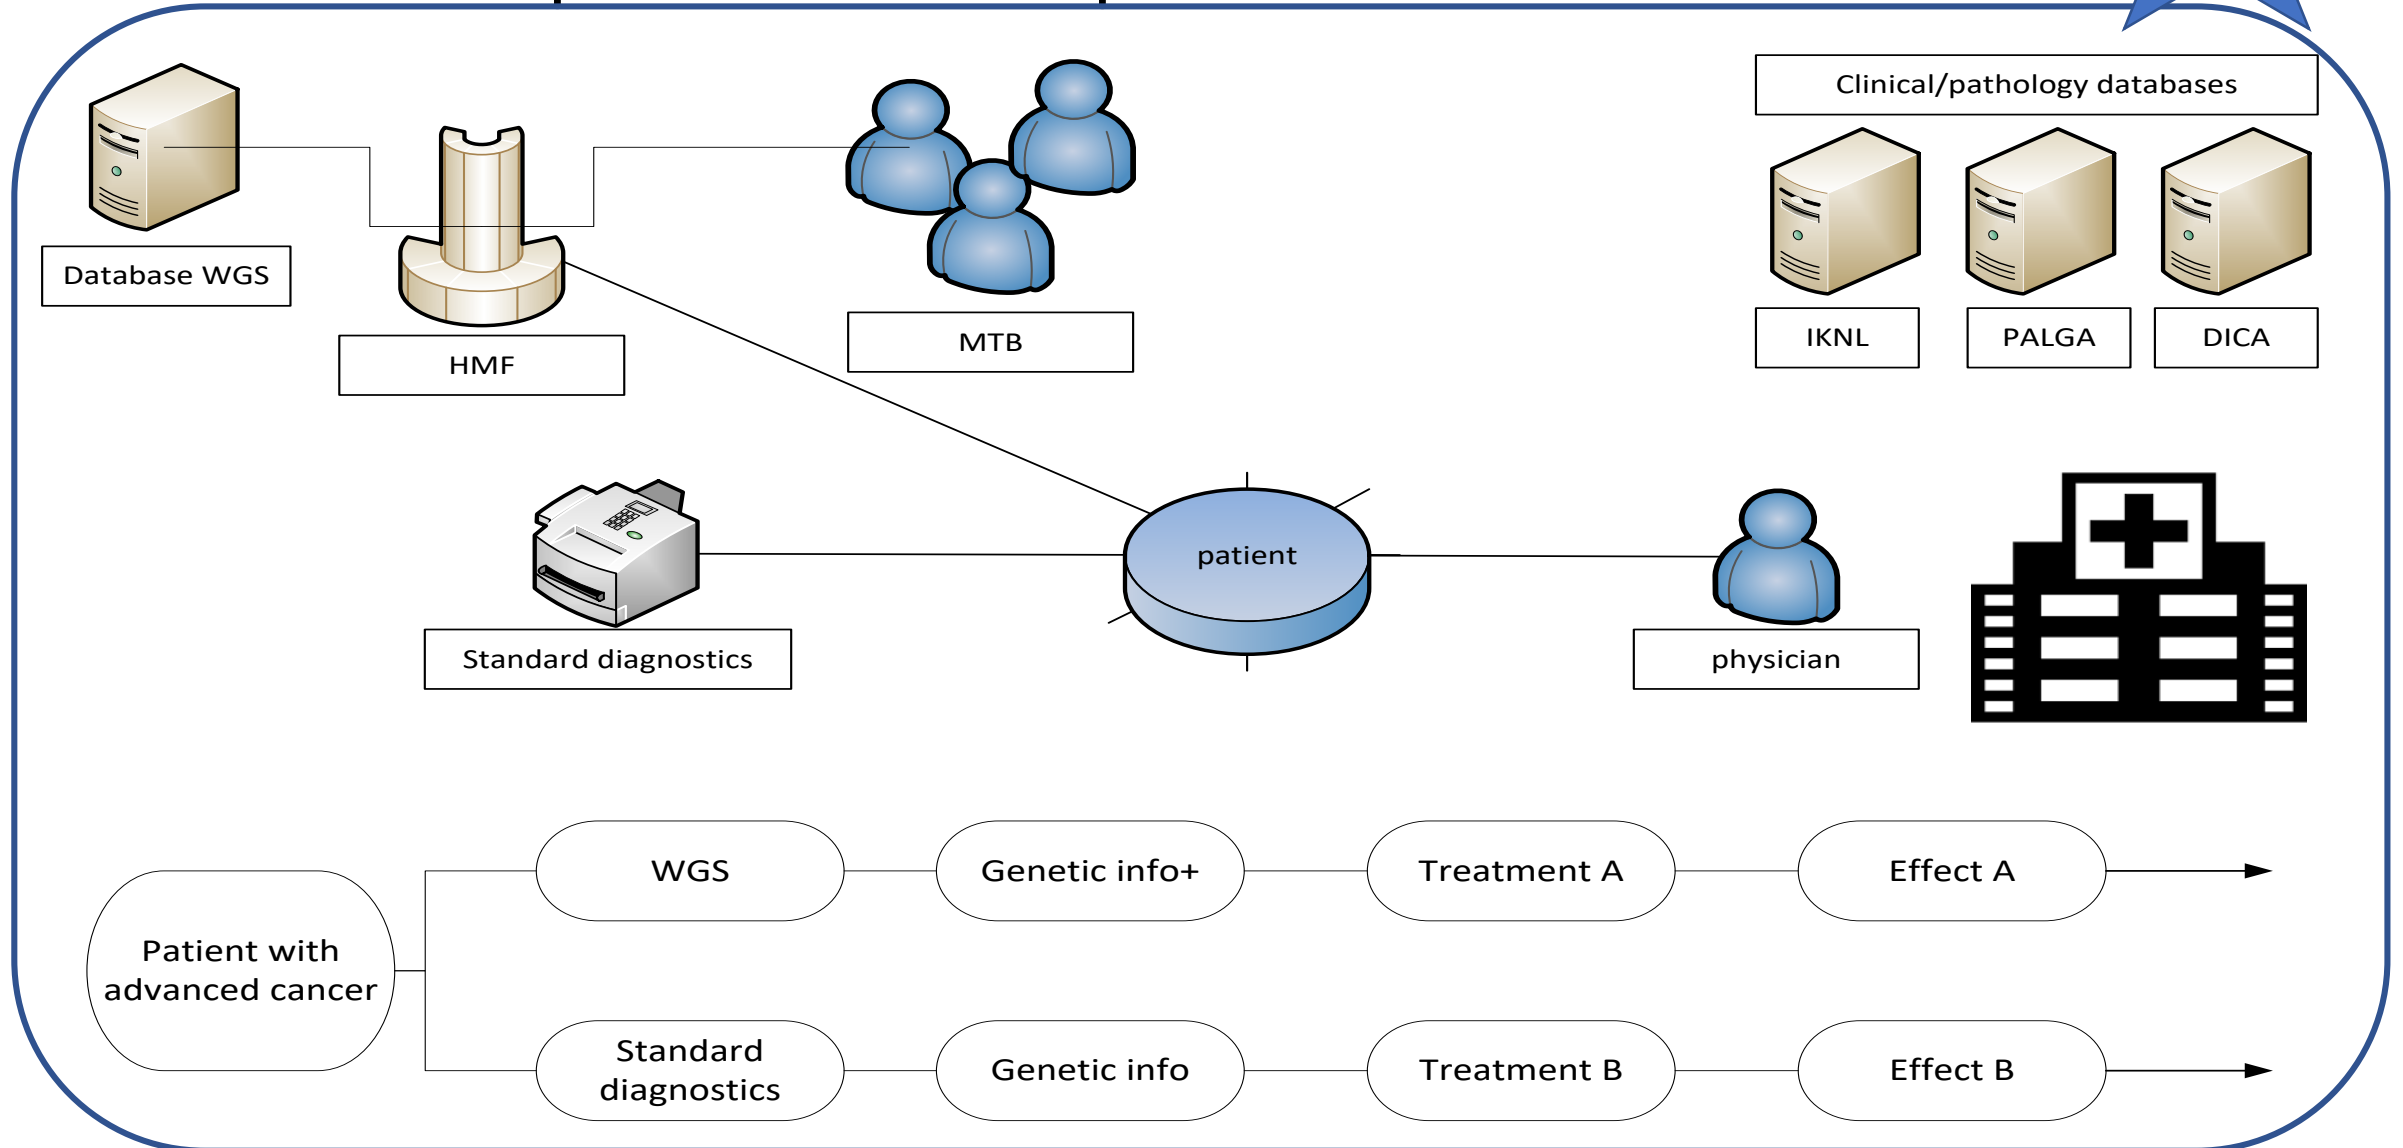 Clinical/pathology databases
Database WGS
HMF
MTB
IKNL
PALGA
DICA
patient
Standard diagnostics
physician
WGS
Genetic info+
Treatment A
Effect A
Patient with
advanced cancer
Standard
diagnostics
Genetic info
Treatment B
Effect B